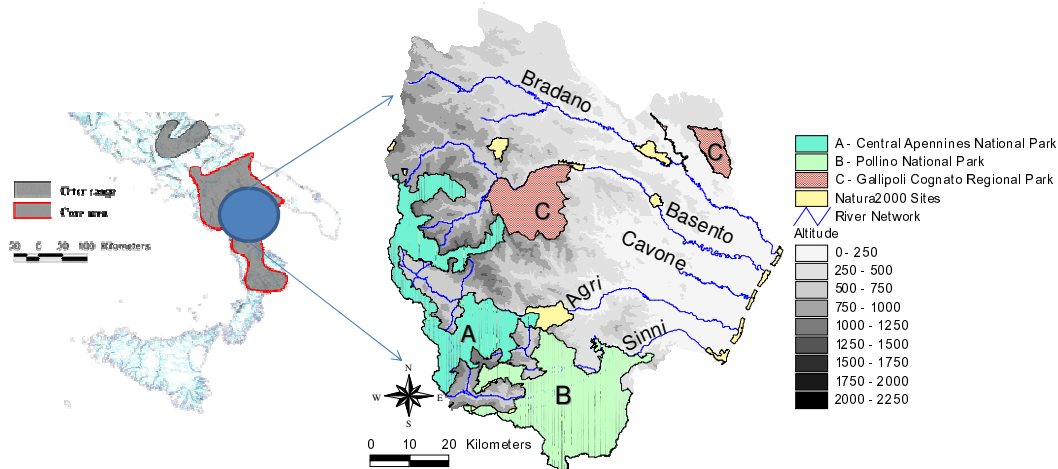 Otter range
Core area
50 0 50 100 Kilometers
Bradano
Basento
Cavone
Agri
Sinni
C
C
A
B
N
W E
S
0 10 20 Kilometers
A - Central Apennines National Park
B - Pollino National Park
C - Gallipoli Cognato Regional Park
Natura2000 Sites
River Network
Altitude
0 - 250
250 - 500
500 - 750
750 - 1000
1000 - 1250
1250 - 1500
1500 - 1750
1750 - 2000
2000 - 2250